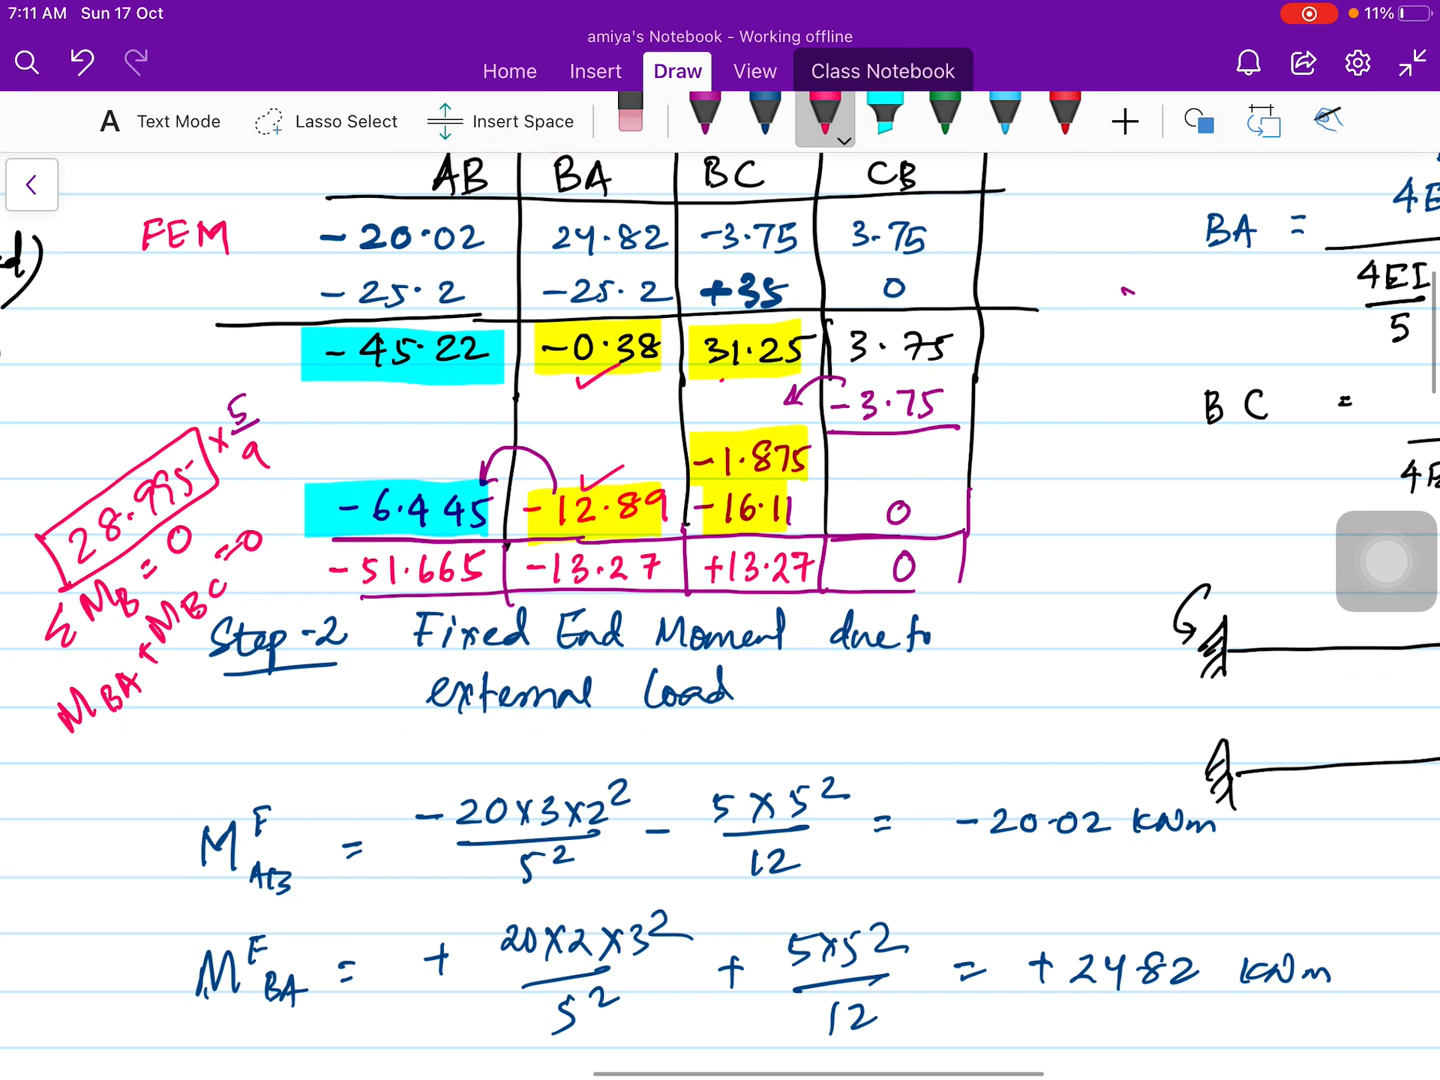 7:11 AM Sun 17 Oct
11%
amiya's Notebook - Working offline
Home Insert Draw View Class Notebook
A Text Mode Lasso Select Insert Space
AB BA BC CB
FEM -20.02 24.82 -3.75 3.75
-25.2 -25.2 +35 0
-45.22 -0.38 31.25 3.75
-3.75
-1.875
-6.445 -12.89 -16.11 0
-51.665 -13.27 +13.27 0
28.995 × 5/9
Σ MB = 0
MBA + MBC = 0
d)
BA = 4E
4EI
5
BC =
4E
Step-2 Fixed End Moment due to
external load
M^F_AB = - 20×3×2²/5² - 5×5²/12 = -20.02 kNm
M^F_BA = + 20×2×3²/5² + 5×5²/12 = +24.82 kNm